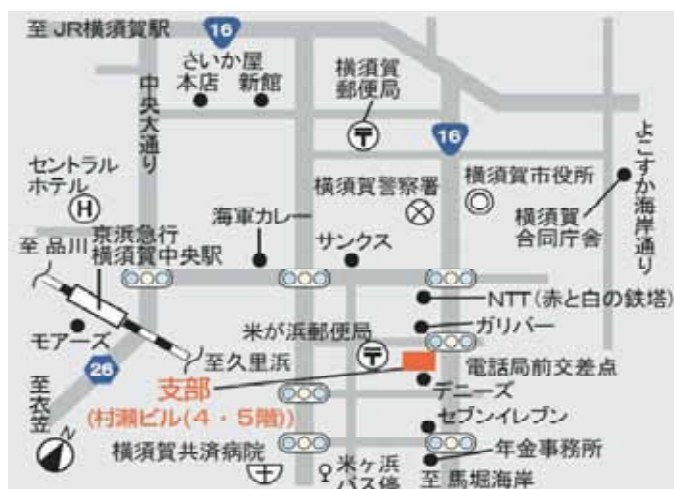 至JR横須賀駅
16
さいか屋
本店 新館
中央大通り
横須賀
郵便局
16
よこすか海岸通り
セントラル
ホテル
H
横須賀警察署
横須賀市役所
横須賀
合同庁舎
海軍カレー
サンクス
至品川
京浜急行
横須賀中央駅
NTT(赤と白の鉄塔)
ガリバー
米が浜郵便局
モアーズ
26
至久里浜
電話局前交差点
デニーズ
至衣笠
支部
(村瀬ビル(4・5階))
セブンイレブン
N
横須賀共済病院
年金事務所
米ヶ浜
バス停
至馬堀海岸